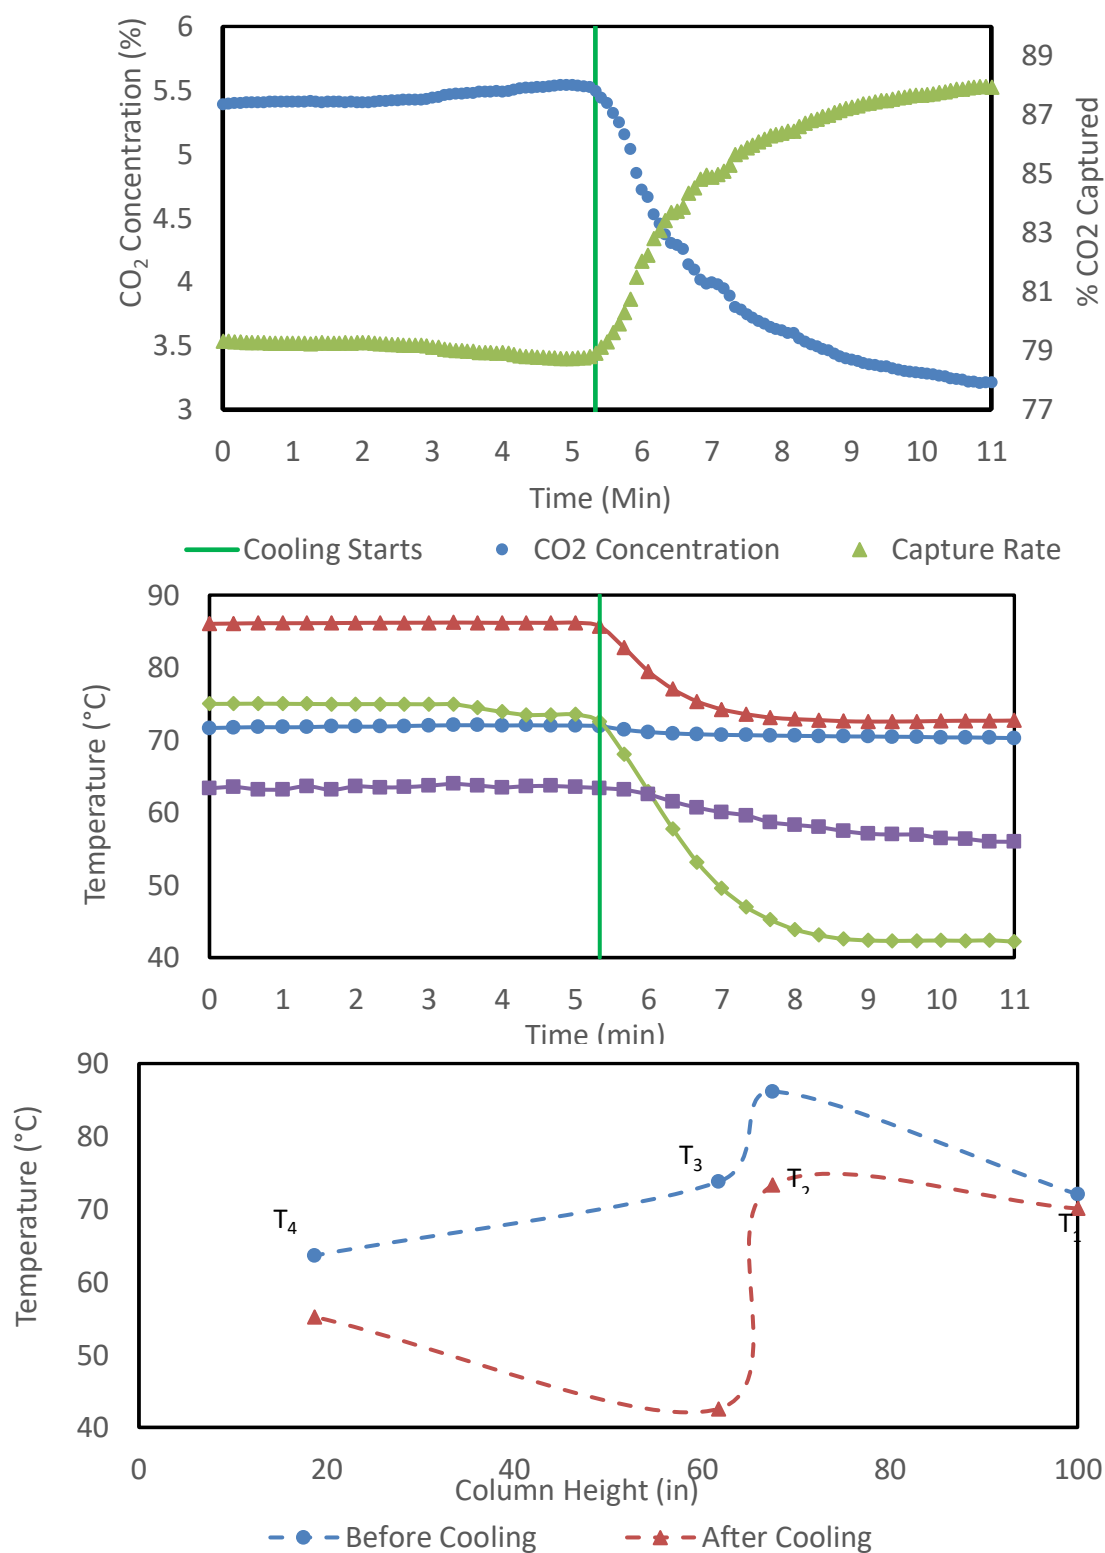 CO2 Concentration (%)
6
5.5
5
4.5
4
3.5
3
89
87
85
83
81
79
77
% CO2 Captured
0 1 2 3 4 5 6 7 8 9 10 11
Time (Min)
Cooling Starts CO2 Concentration Capture Rate
Temperature (°C)
90
80
70
60
50
40
0 1 2 3 4 5 6 7 8 9 10 11
Time (min)
Temperature (°C)
90
80
70
60
50
40
T3
T2
T4
T1
0 20 40 60 80 100
Column Height (in)
Before Cooling After Cooling